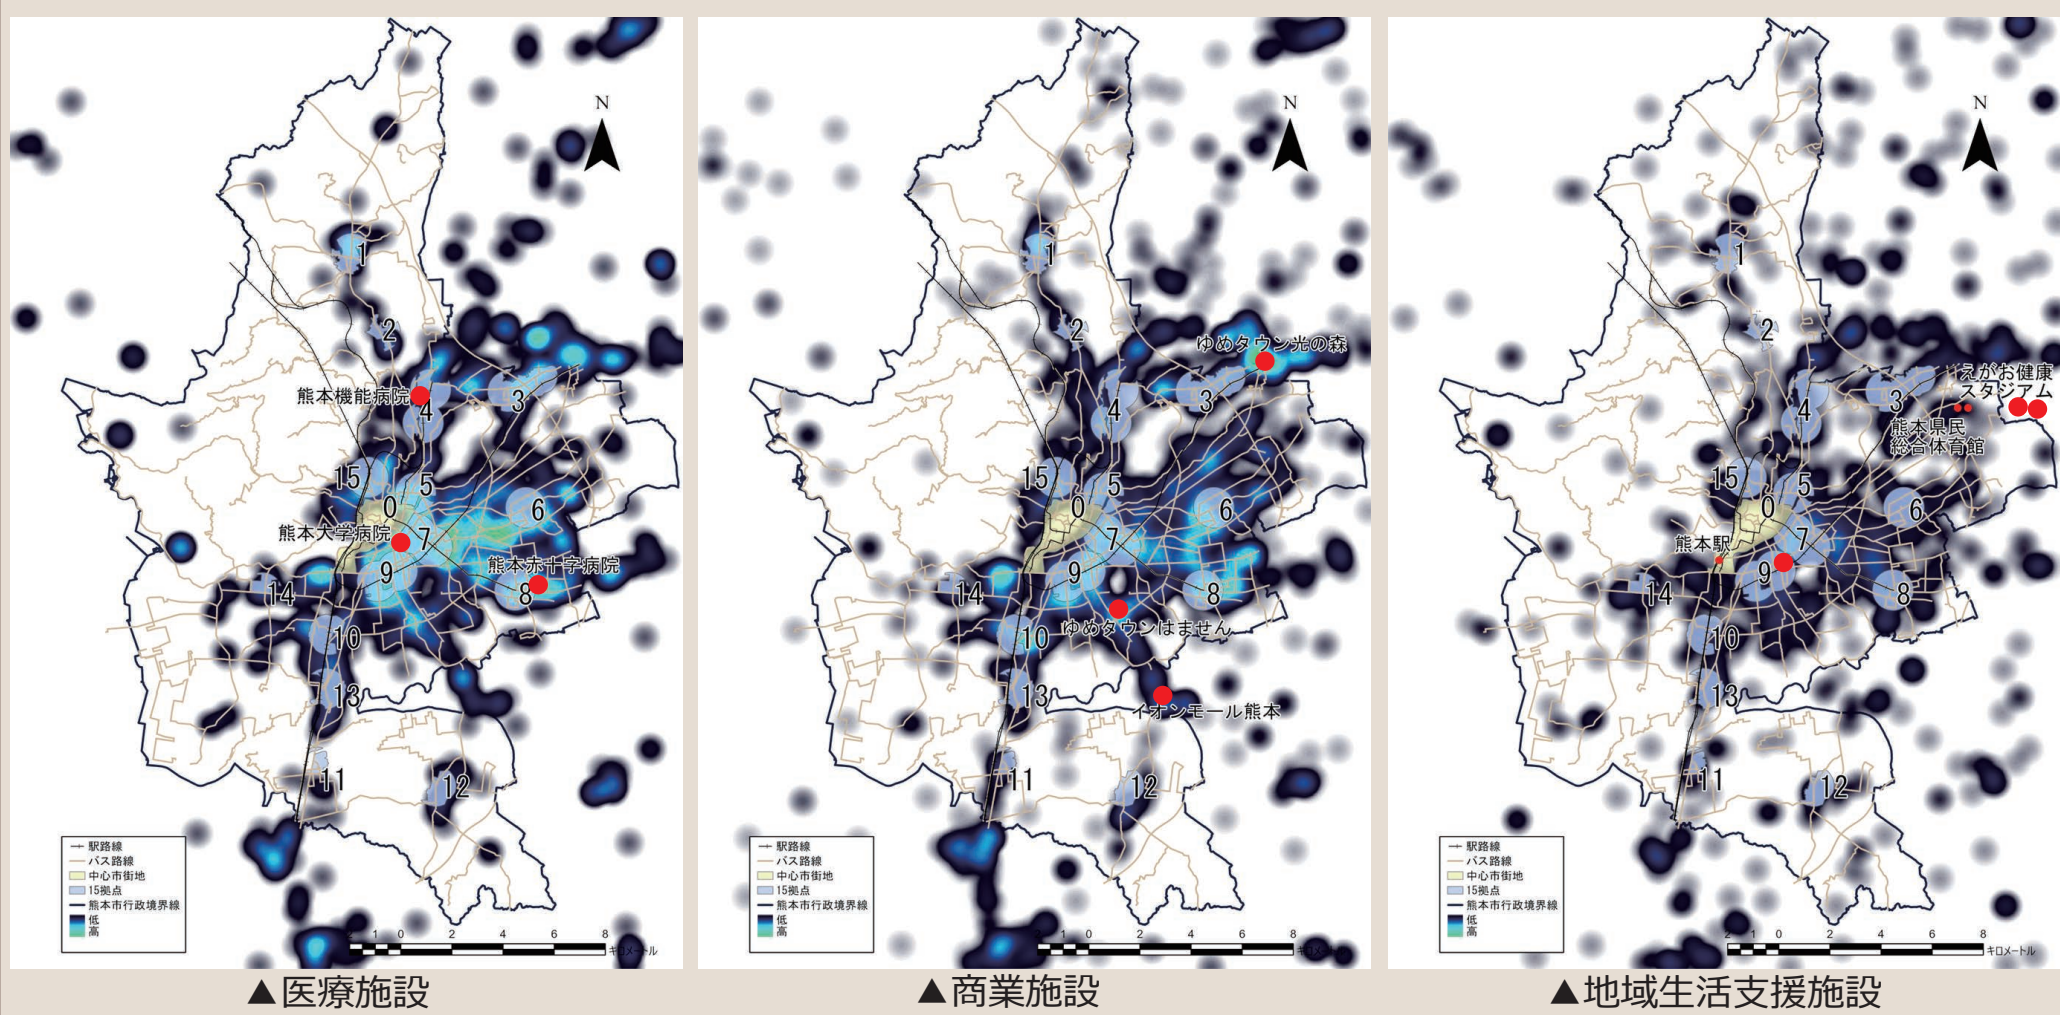 N
1
2
熊本機能病院
3
4
15
5
0
6
熊本大学病院
7
熊本赤十字病院
9
8
14
10
13
11
12
駅路線
バス路線
中心市街地
15拠点
熊本市行政境界線
低
高
2 1 0 2 4 6 8
キロメートル
▲医療施設
N
1
2
ゆめタウン光の森
3
4
15
5
0
6
7
9
8
14
ゆめタウンはません
10
13
イオンモール熊本
11
12
駅路線
バス路線
中心市街地
15拠点
熊本市行政境界線
低
高
2 1 0 2 4 6 8
キロメートル
▲商業施設
N
1
2
えがお健康
スタジアム
3
4
熊本県民
総合体育館
15
5
0
6
熊本駅
7
9
8
14
10
13
11
12
駅路線
バス路線
中心市街地
15拠点
熊本市行政境界線
低
高
2 1 0 2 4 6 8
キロメートル
▲地域生活支援施設